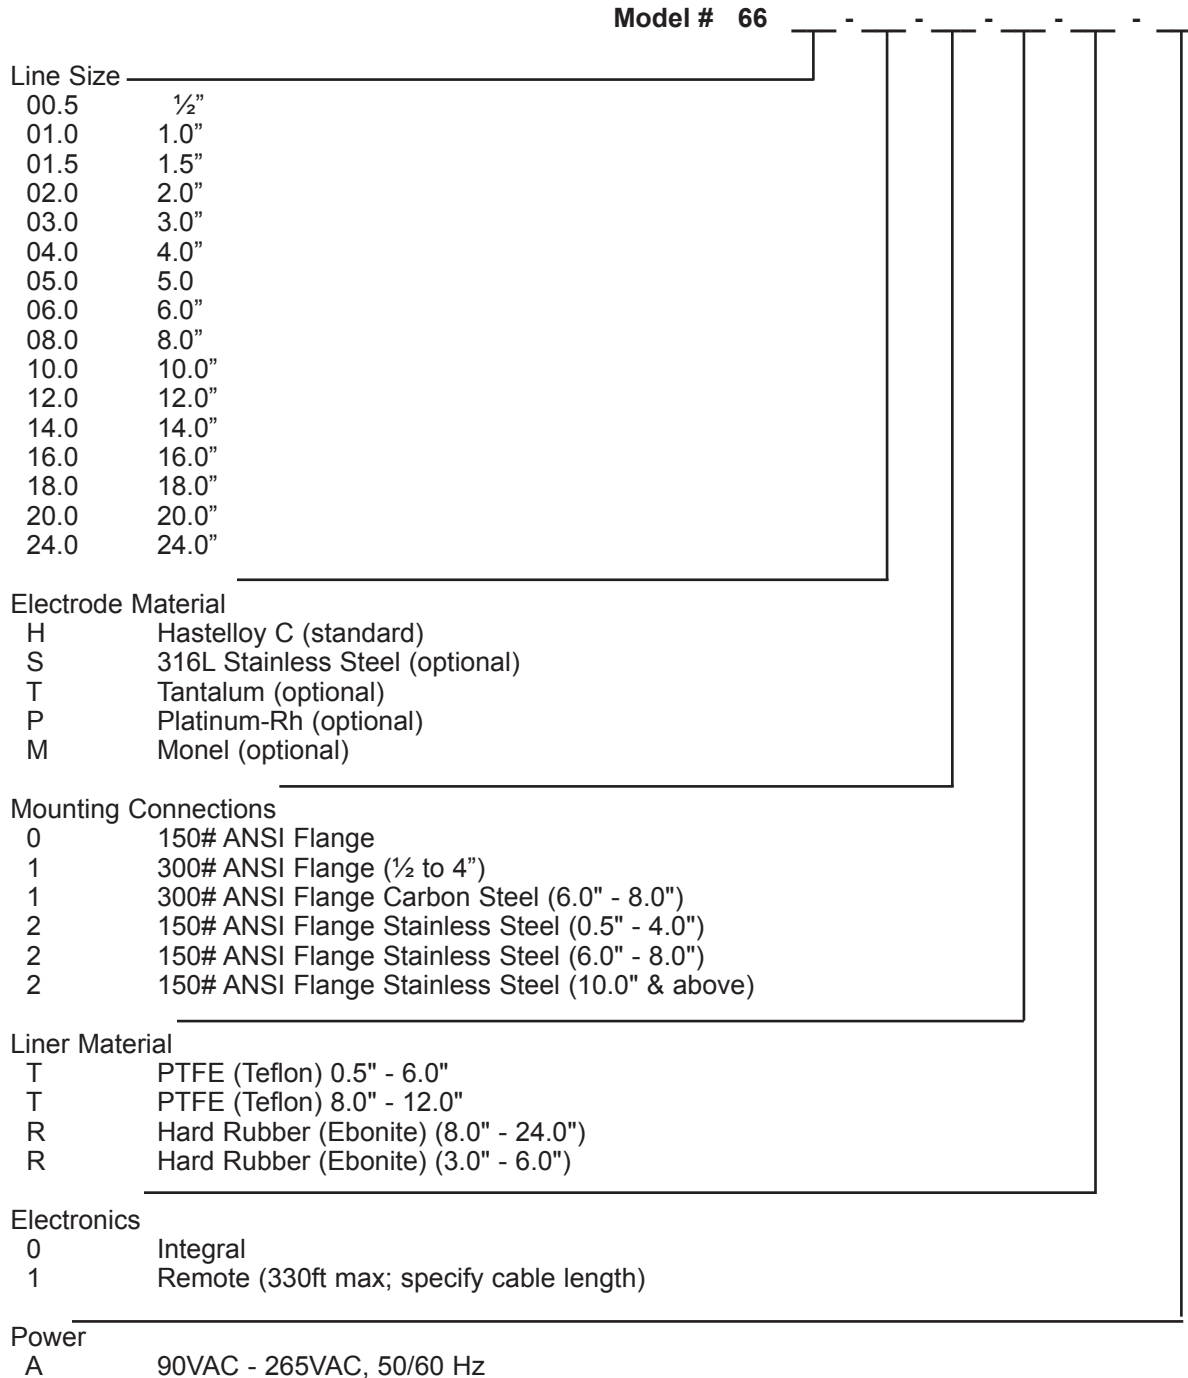 Model # 66 ___ - ___ - ___ - ___ - ___ - ___
Line Size
00.5 ½”
01.0 1.0”
01.5 1.5”
02.0 2.0”
03.0 3.0”
04.0 4.0”
05.0 5.0
06.0 6.0”
08.0 8.0”
10.0 10.0”
12.0 12.0”
14.0 14.0”
16.0 16.0”
18.0 18.0”
20.0 20.0”
24.0 24.0”
Electrode Material
H Hastelloy C (standard)
S 316L Stainless Steel (optional)
T Tantalum (optional)
P Platinum-Rh (optional)
M Monel (optional)
Mounting Connections
0 150# ANSI Flange
1 300# ANSI Flange (½ to 4”)
1 300# ANSI Flange Carbon Steel (6.0" - 8.0")
2 150# ANSI Flange Stainless Steel (0.5" - 4.0")
2 150# ANSI Flange Stainless Steel (6.0" - 8.0")
2 150# ANSI Flange Stainless Steel (10.0" & above)
Liner Material
T PTFE (Teflon) 0.5" - 6.0"
T PTFE (Teflon) 8.0" - 12.0"
R Hard Rubber (Ebonite) (8.0" - 24.0")
R Hard Rubber (Ebonite) (3.0" - 6.0")
Electronics
0 Integral
1 Remote (330ft max; specify cable length)
Power
A 90VAC - 265VAC, 50/60 Hz